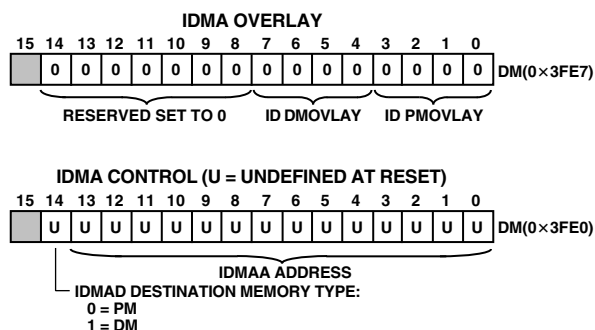 IDMA OVERLAY
15 14 13 12 11 10 9 8 7 6 5 4 3 2 1 0
0 0 0 0 0 0 0 0 0 0 0 0 0 0 0 DM(0×3FE7)
RESERVED SET TO 0 ID DMOVLAY ID PMOVLAY
IDMA CONTROL (U = UNDEFINED AT RESET)
15 14 13 12 11 10 9 8 7 6 5 4 3 2 1 0
U U U U U U U U U U U U U U U DM(0×3FE0)
IDMAA ADDRESS
IDMAD DESTINATION MEMORY TYPE:
0 = PM
1 = DM